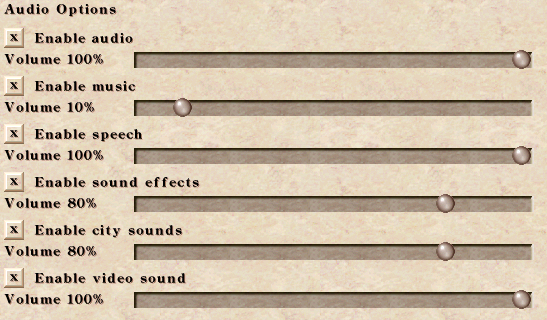 Audio Options
x Enable audio
Volume 100%
x Enable music
Volume 10%
x Enable speech
Volume 100%
x Enable sound effects
Volume 80%
x Enable city sounds
Volume 80%
x Enable video sound
Volume 100%